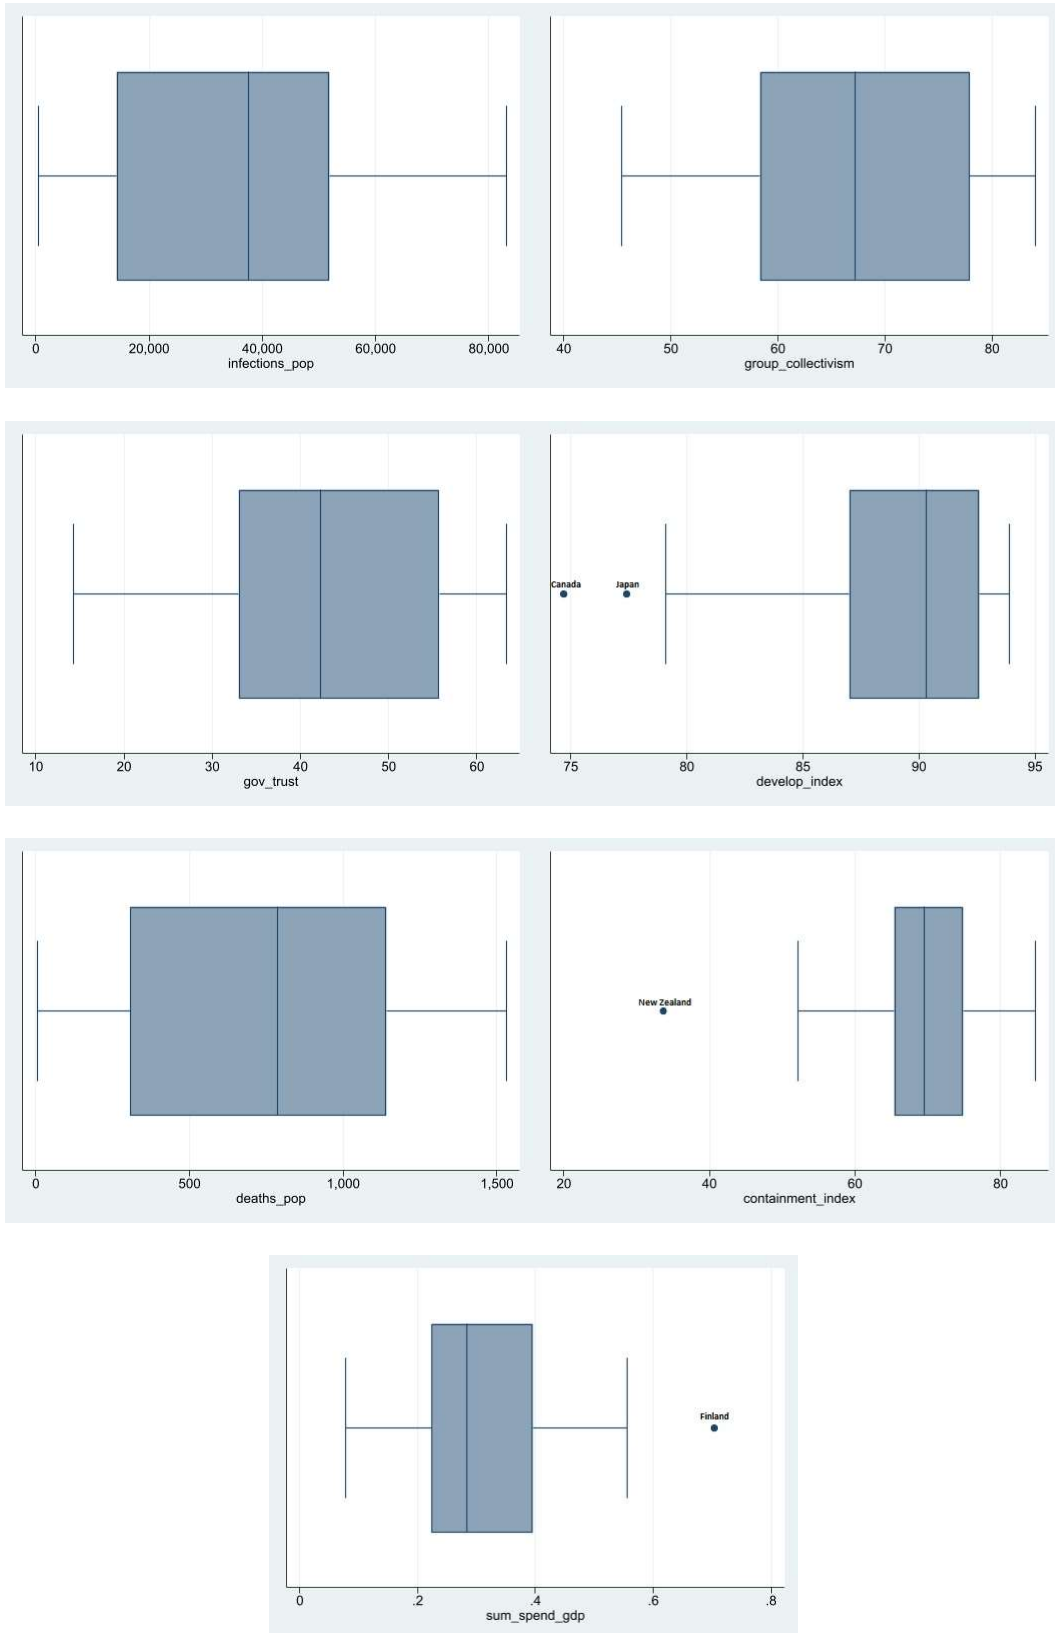 0 20,000 40,000 60,000 80,000
infections_pop
40 50 60 70 80
group_collectivism
10 20 30 40 50 60
gov_trust
Canada Japan
75 80 85 90 95
develop_index
0 500 1,000 1,500
deaths_pop
New Zealand
20 40 60 80
containment_index
Finland
0 .2 .4 .6 .8
sum_spend_gdp